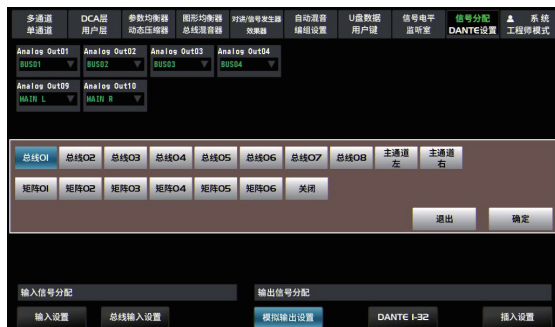 多通道 DCA层 参数均衡器 图形均衡器 对讲/信号发生器 自动混音 U盘数据 信号电平 信号分配 系统
单通道 用户层 动态压缩器 总线混音器 效果器 编组设置 用户键 监听室 DANTE设置 工程师模式
Analog Out01 Analog Out02 Analog Out03 Analog Out04
BUS01 BUS02 BUS03 BUS04
Analog Out09 Analog Out10
MAIN L MAIN R
总线01 总线02 总线03 总线04 总线05 总线06 总线07 总线08 主通道左 主通道右
矩阵01 矩阵02 矩阵03 矩阵04 矩阵05 矩阵06 关闭
退出 确定
输入信号分配 输出信号分配
输入设置 总线输入设置 模拟输出设置 DANTE 1-32 插入设置